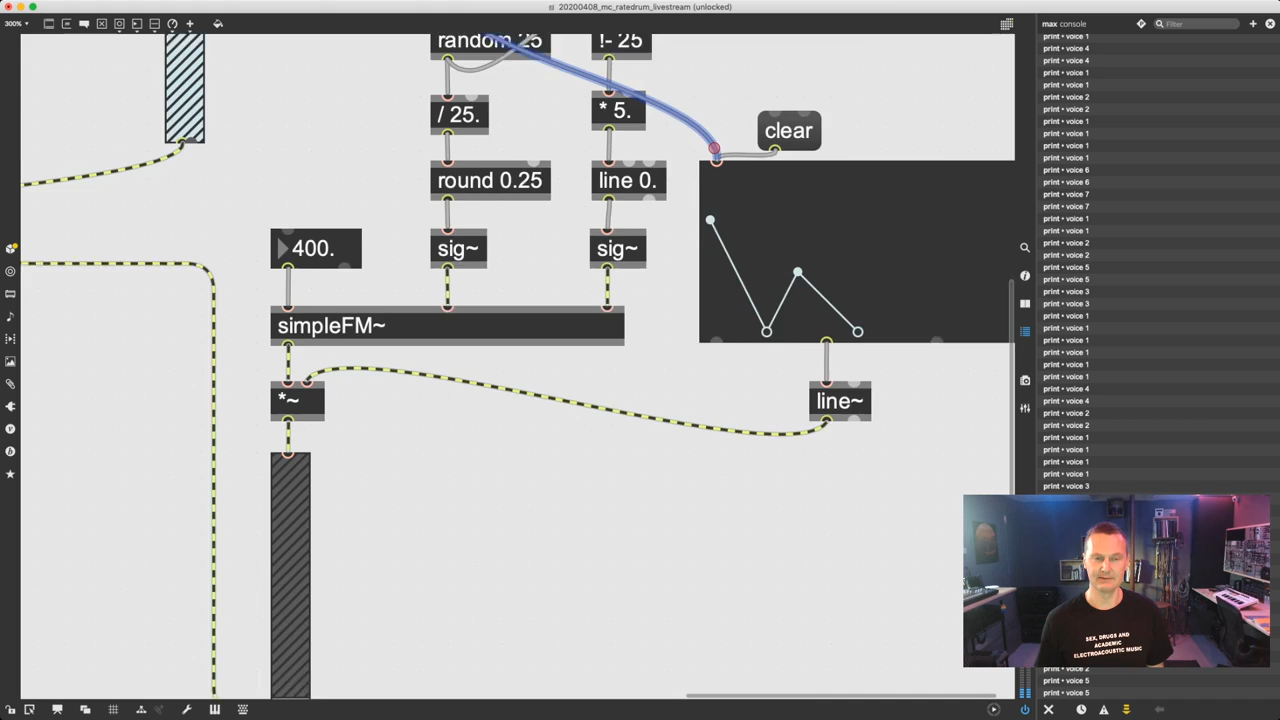 20200408_mc_ratedrum_livestream (unlocked)
300%
max console
Filter
random 25
!- 25
/ 25.
* 5.
clear
round 0.25
line 0.
400.
sig~
sig~
simpleFM~
*~
line~
print • voice 1
print • voice 4
print • voice 4
print • voice 1
print • voice 1
print • voice 2
print • voice 2
print • voice 1
print • voice 1
print • voice 1
print • voice 1
print • voice 6
print • voice 6
print • voice 7
print • voice 7
print • voice 1
print • voice 1
print • voice 2
print • voice 2
print • voice 5
print • voice 5
print • voice 3
print • voice 3
print • voice 1
print • voice 1
print • voice 1
print • voice 1
print • voice 1
print • voice 1
print • voice 4
print • voice 4
print • voice 2
print • voice 2
print • voice 1
print • voice 1
print • voice 1
print • voice 1
print • voice 3
SEX, DRUGS AND
ACADEMIC
ELECTROACOUSTIC MUSIC
print • voice 2
print • voice 5
print • voice 5